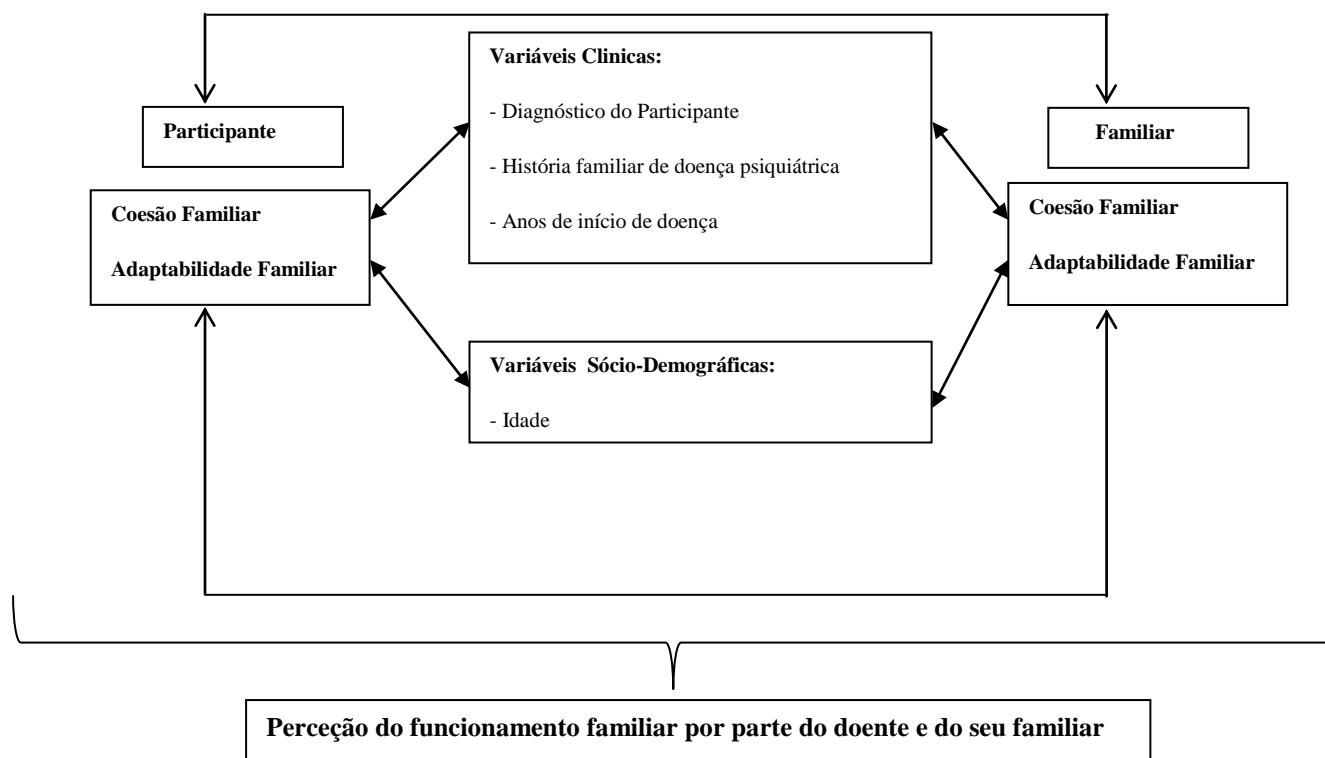 Participante
Coesão Familiar
Adaptabilidade Familiar
Variáveis Clinicas:
- Diagnóstico do Participante
- História familiar de doença psiquiátrica
- Anos de início de doença
Variáveis Sócio-Demográficas:
- Idade
Familiar
Coesão Familiar
Adaptabilidade Familiar
Perceção do funcionamento familiar por parte do doente e do seu familiar